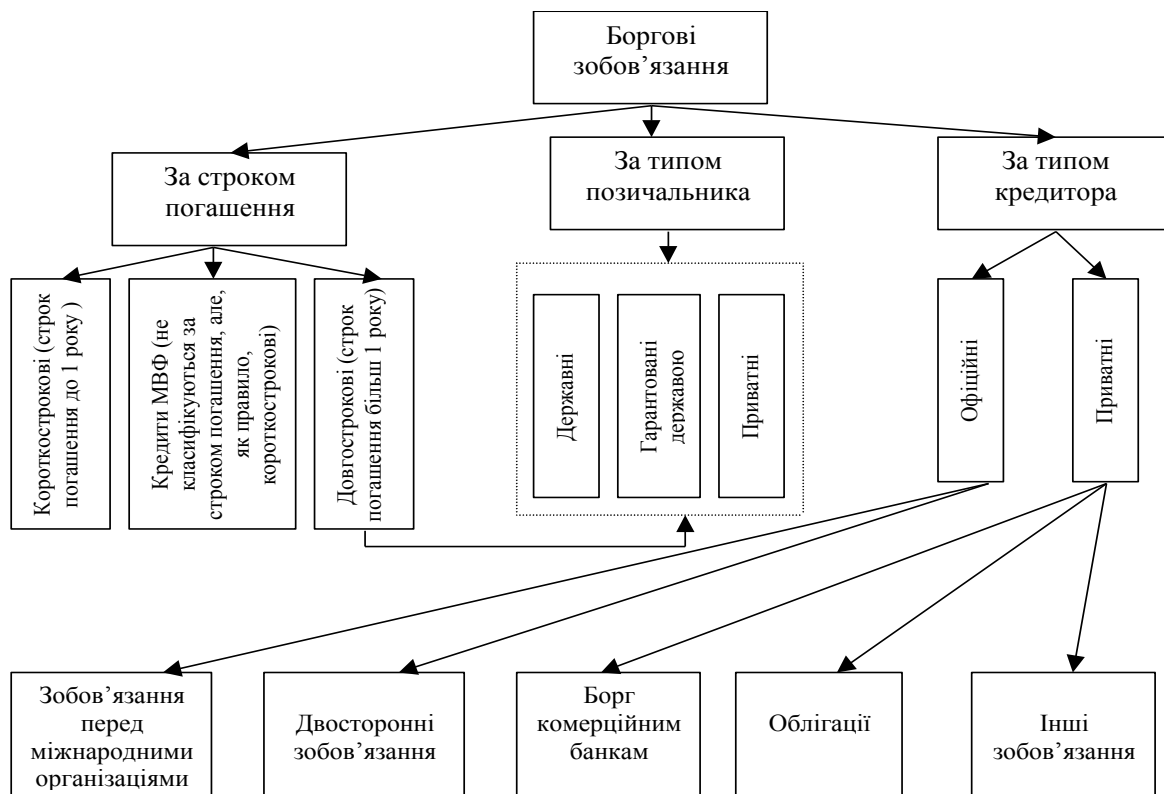 Боргові
зобов’язання
За строком
погашення
За типом
позичальника
За типом
кредитора
Короткострокові (строк
погашення до 1 року )
Кредити МВФ (не
класифікуються за
строком погашення, але,
як правило,
короткострокові)
Довгострокові (строк
погашення більш 1 року)
Державні
Гарантовані
державою
Приватні
Офіційні
Приватні
Зобов’язання
перед
міжнародними
організаціями
Двосторонні
зобов’язання
Борг
комерційним
банкам
Облігації
Інші
зобов’язання